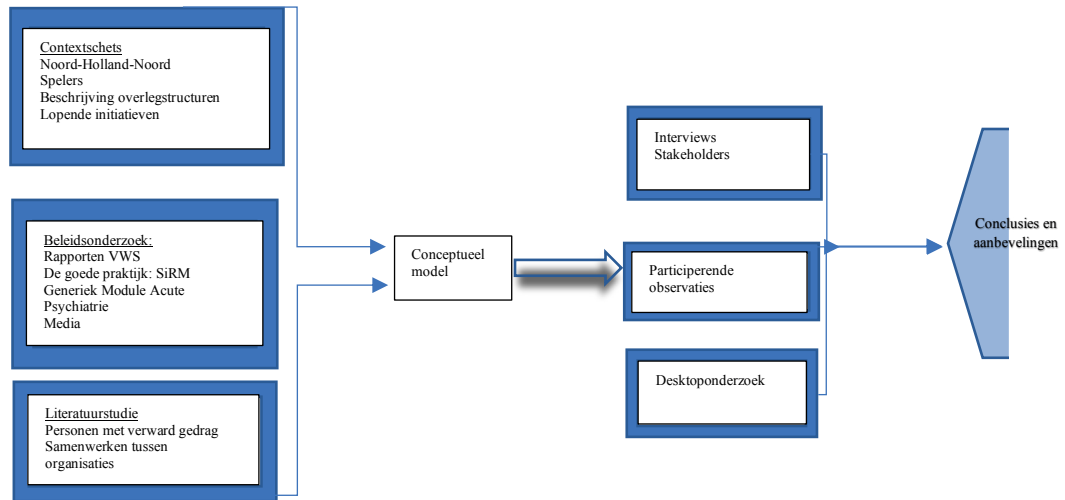 Contextschets
Noord-Holland-Noord
Spelers
Beschrijving overlegstructuren
Lopende initiatieven
Beleidsonderzoek:
Rapporten VWS
De goede praktijk: SiRM
Generiek Module Acute
Psychiatrie
Media
Literatuurstudie
Personen met verward gedrag
Samenwerken tussen
organisaties
Conceptueel
model
Interviews
Stakeholders
Participerende
observaties
Desktoponderzoek
Conclusies en
aanbevelingen